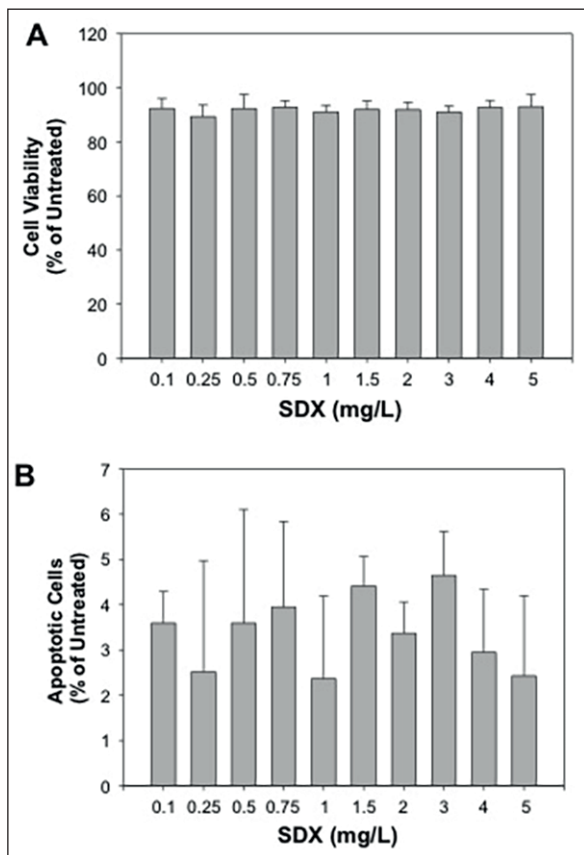 A
120
100
80
60
40
20
0
Cell Viability
(% of Untreated)
0.1 0.25 0.5 0.75 1 1.5 2 3 4 5
SDX (mg/L)
B
7
6
5
4
3
2
1
0
Apoptotic Cells
(% of Untreated)
0.1 0.25 0.5 0.75 1 1.5 2 3 4 5
SDX (mg/L)